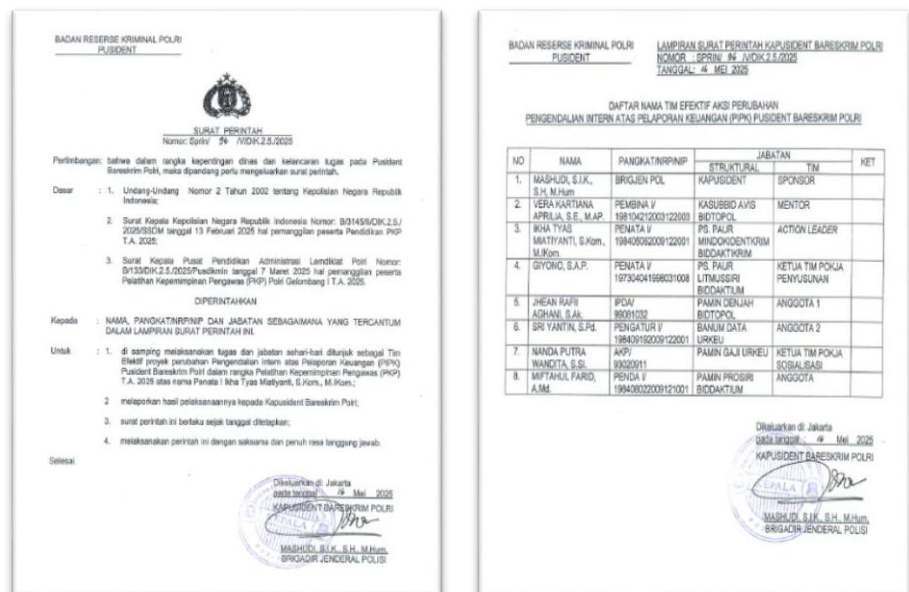 BADAN RESERSE KRIMINAL POLRI
PUSIDENT
SURAT PERINTAH
Nomor: Sprin/ 96 /V/DIK.2.5./2025
Pertimbangan: bahwa dalam rangka kepentingan dinas dan kelancaran tugas pada Pusident
Bareskrim Polri, maka dipandang perlu mengeluarkan surat perintah.
Dasar : 1. Undang-Undang Nomor 2 Tahun 2002 tentang Kepolisian Negara Republik
Indonesia;
2. Surat Kepala Kepolisian Negara Republik Indonesia Nomor: B/3145/II/DIK.2.5./
2025/SSDM tanggal 13 Februari 2025 hal pemanggilan peserta Pendidikan PKP
T.A. 2025;
3. Surat Kepala Pusat Pendidikan Administrasi Lemdiklat Polri Nomor:
B/133/DIK.2.5./2025/Pusdikmin tanggal 7 Maret 2025 hal pemanggilan peserta
Pelatihan Kepemimpinan Pengawas (PKP) Polri Gelombang I T.A. 2025.
DIPERINTAHKAN
Kepada : NAMA, PANGKAT/NRP/NIP DAN JABATAN SEBAGAIMANA YANG TERCANTUM
DALAM LAMPIRAN SURAT PERINTAH INI.
Untuk : 1. di samping melaksanakan tugas dan jabatan sehari-hari ditunjuk sebagai Tim
Efektif proyek perubahan Pengendalian Intern atas Pelaporan Keuangan (PIPK)
Pusident Bareskrim Polri dalam rangka Pelatihan Kepemimpinan Pengawas (PKP)
T.A. 2025 atas nama Penata I Ikha Tyas Miatiyanti, S.Kom., M.IKom.;
2 melaporkan hasil pelaksanaannya kepada Kapusident Bareskrim Polri;
3. surat perintah ini berlaku sejak tanggal ditetapkan;
4. melaksanakan perintah ini dengan saksama dan penuh rasa tanggung jawab.
Selesai.
Dikeluarkan di: Jakarta
pada tanggal : Mei 2025
KAPUSIDENT BARESKRIM POLRI
KEPALA
MASHUDI, S.I.K., S.H., M.Hum.
BRIGADIR JENDERAL POLISI
BADAN RESERSE KRIMINAL POLRI
PUSIDENT
LAMPIRAN SURAT PERINTAH KAPUSIDENT BARESKRIM POLRI
NOMOR : SPRIN/ 96 /V/DIK.2.5/2025
TANGGAL: MEI 2025
DAFTAR NAMA TIM EFEKTIF AKSI PERUBAHAN
PENGENDALIAN INTERN ATAS PELAPORAN KEUANGAN (PIPK) PUSIDENT BARESKRIM POLRI
NO NAMA PANGKAT/NRP/NIP JABATAN KET
STRUKTURAL TIM
1. MASHUDI, S.I.K., S.H, M.Hum BRIGJEN POL KAPUSIDENT SPONSOR
2. VERA KARTIANA APRILIA, S.E., M.AP. PEMBINA I/ 198104212003122003 KASUBBID AVIS BIDTOPOL MENTOR
3. IKHA TYAS MIATIYANTI, S.Kom., M.IKom. PENATA I/ 198406062009122001 PS. PAUR MINDOKIDENTKRIM BIDDAKTIKRIM ACTION LEADER
4. GIYONO, S.A.P. PENATA I/ 197304041998031008 PS. PAUR LITMUSSIRI BIDDAKTIUM KETUA TIM POKJA PENYUSUNAN
5. JHEAN RAFII AGHANI, S.Ak. IPDA/ 99081032 PAMIN DENJAH BIDTOPOL ANGGOTA 1
6. SRI YANTIN, S.Pd. PENGATUR I/ 198409192009122001 BANUM DATA URKEU ANGGOTA 2
7. NANDA PUTRA WANDITA, S.SI. AKP/ 93020911 PAMIN GAJI URKEU KETUA TIM POKJA SOSIALISASI
8. MIFTAHUL FARID, A.Md. PENDA I/ 198408022009121001 PAMIN PROSIRI BIDDAKTIUM ANGGOTA
Dikeluarkan di: Jakarta
pada tanggal : Mei 2025
KAPUSIDENT BARESKRIM POLRI
KEPALA
MASHUDI, S.I.K., S.H., M.Hum.
BRIGADIR JENDERAL POLISI